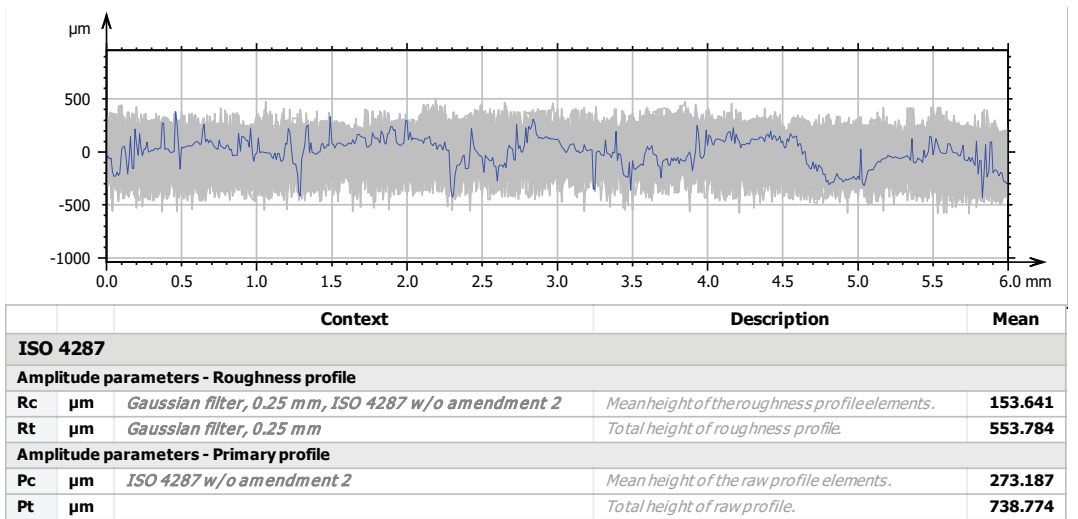 µm
500
0
-500
-1000
0.0 0.5 1.0 1.5 2.0 2.5 3.0 3.5 4.0 4.5 5.0 5.5 6.0 mm
Context Description Mean
ISO 4287
Amplitude parameters - Roughness profile
Rc µm Gaussian filter, 0.25 mm, ISO 4287 w/o amendment 2 Mean height of the roughness profile elements. 153.641
Rt µm Gaussian filter, 0.25 mm Total height of roughness profile. 553.784
Amplitude parameters - Primary profile
Pc µm ISO 4287 w/o amendment 2 Mean height of the raw profile elements. 273.187
Pt µm Total height of raw profile. 738.774